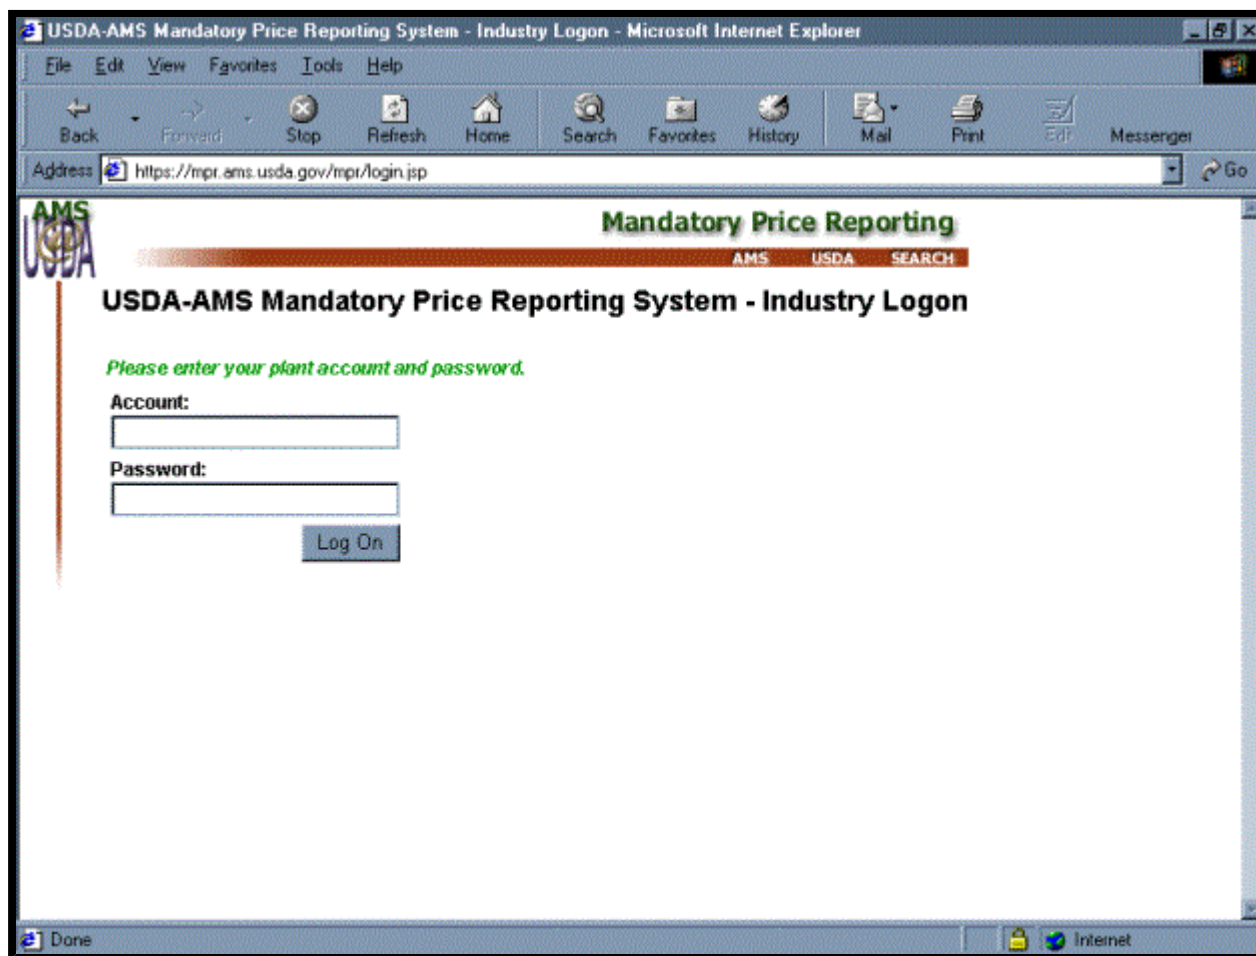 USDA-AMS Mandatory Price Reporting System - Industry Logon - Microsoft Internet Explorer
File Edit View Favorites Tools Help
Back Forward Stop Refresh Home Search Favorites History Mail Print Edit Messenger
Address https://mpr.ams.usda.gov/mpr/login.jsp Go
AMS
USDA
Mandatory Price Reporting
AMS USDA SEARCH
USDA-AMS Mandatory Price Reporting System - Industry Logon
Please enter your plant account and password.
Account:
Password:
Log On
Done Internet